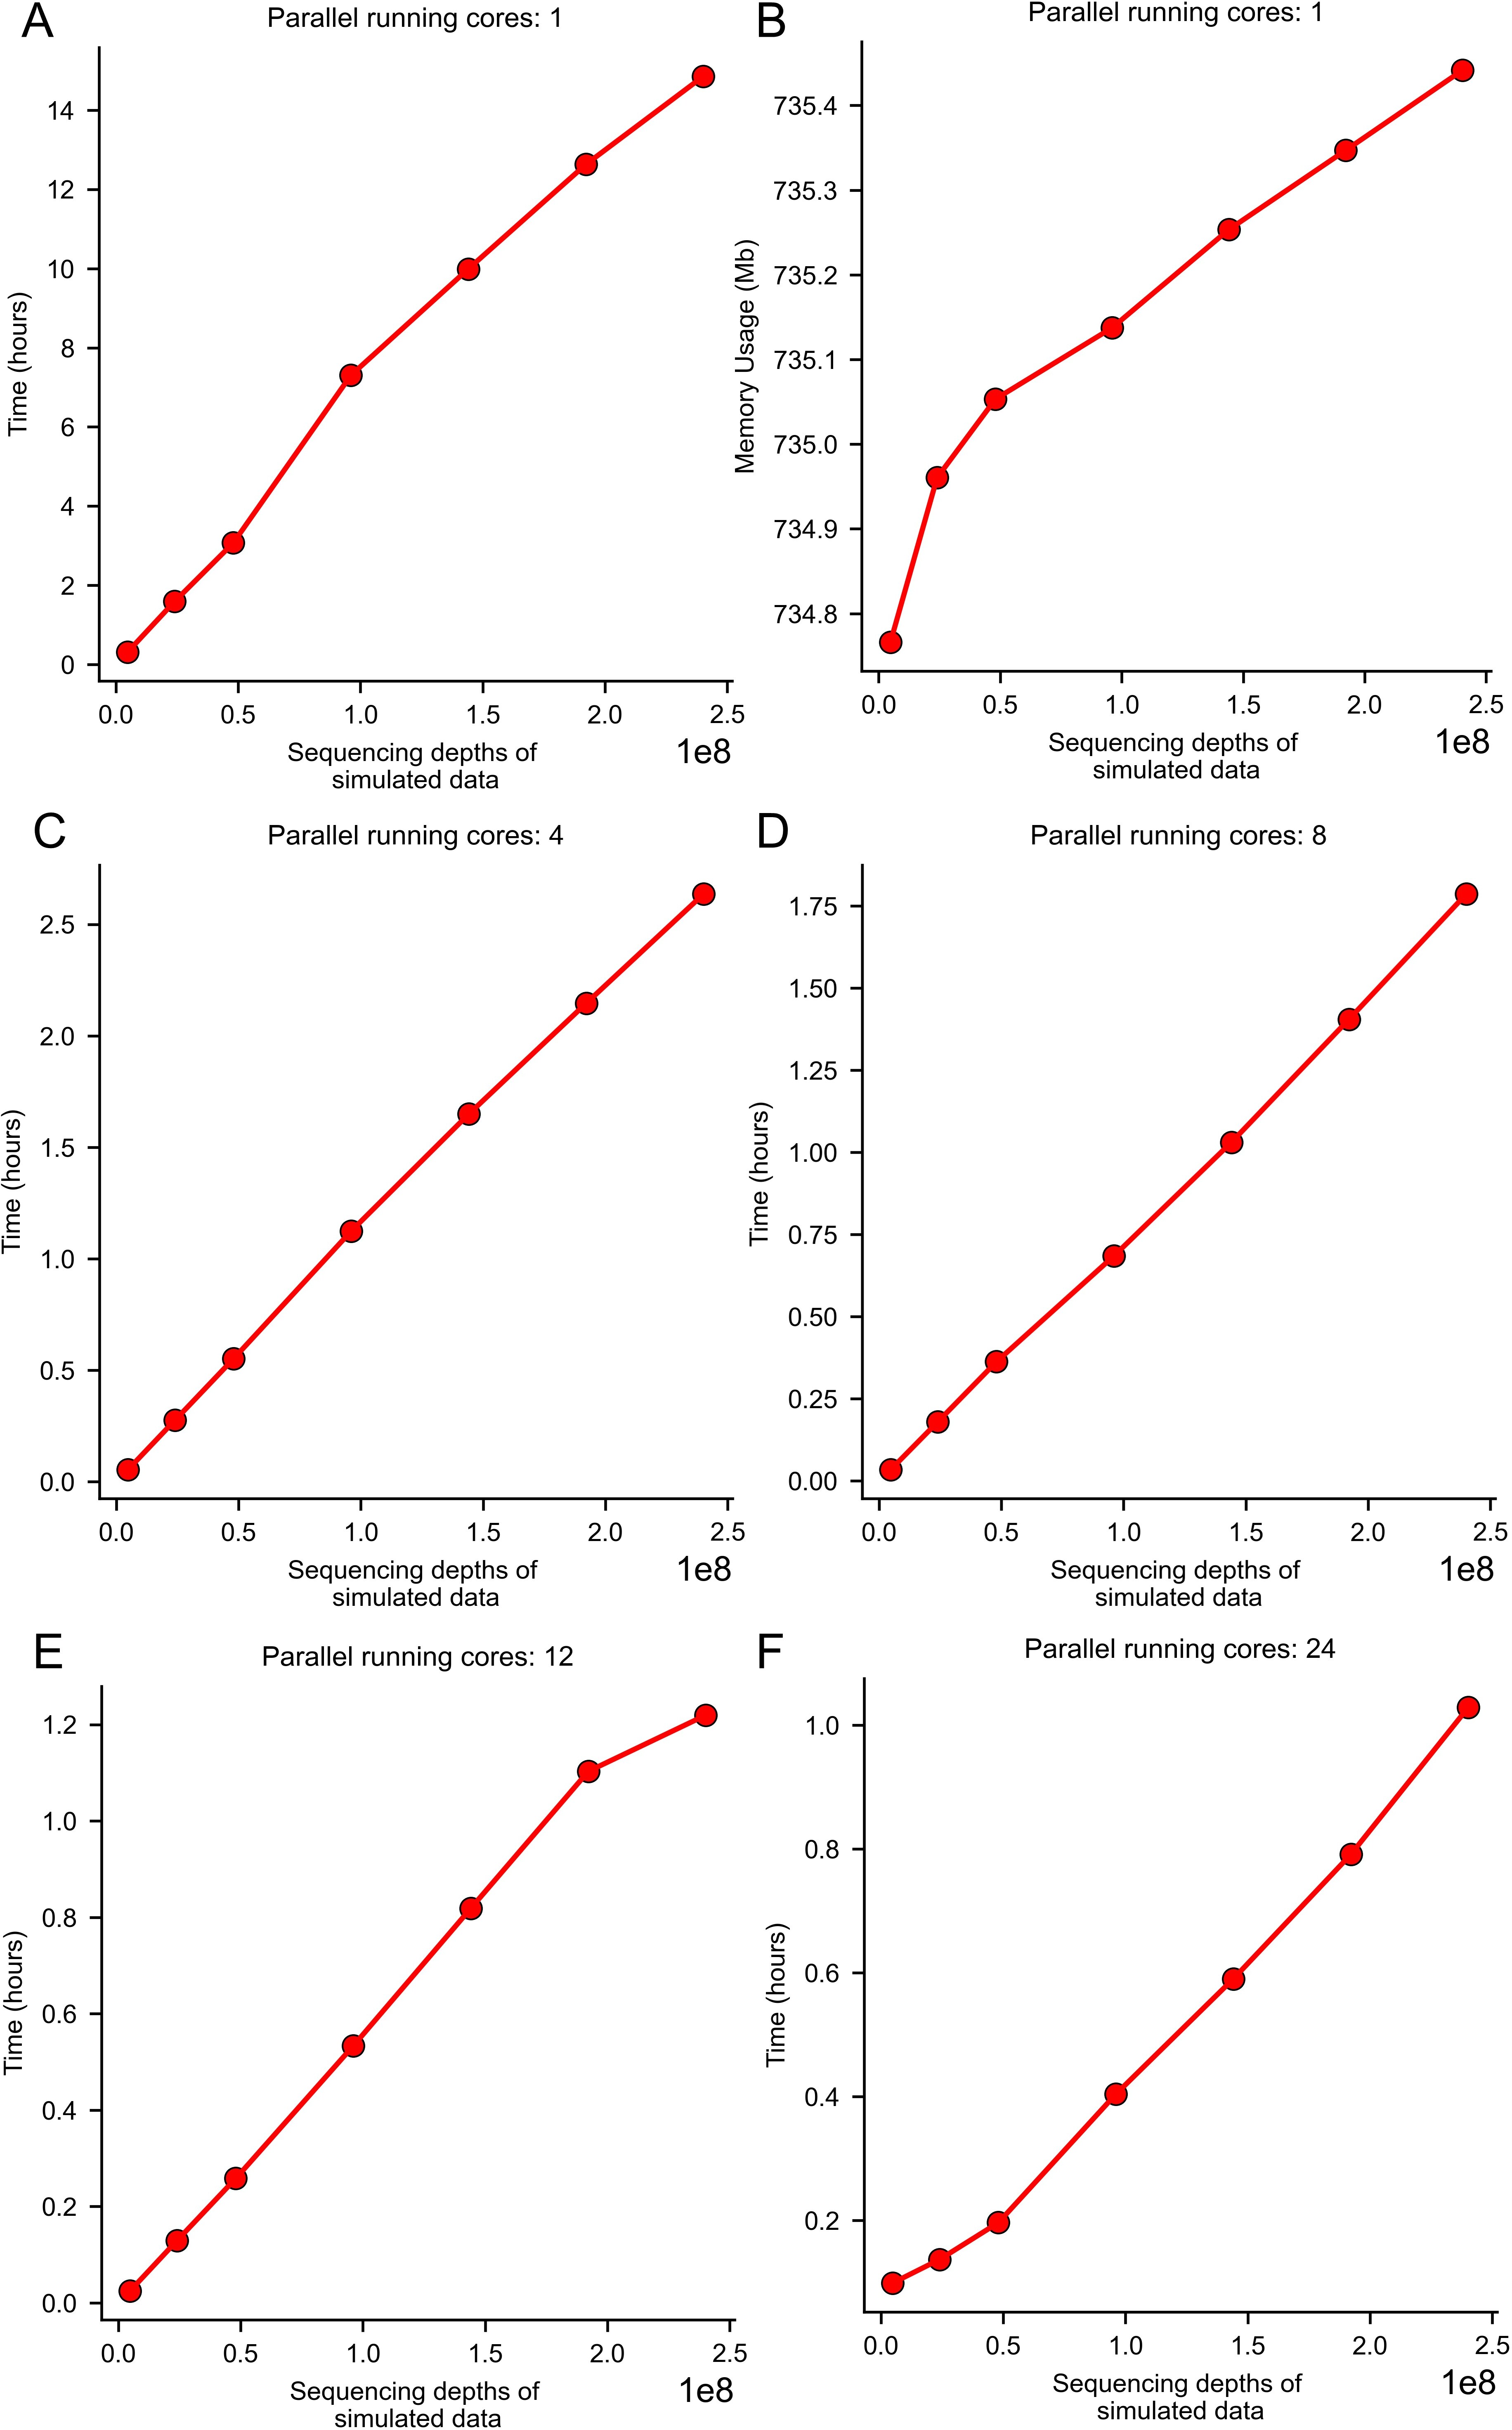 A
Parallel running cores: 1
Time (hours)
14
12
10
8
6
4
2
0
0.0 0.5 1.0 1.5 2.0 2.5
Sequencing depths of
simulated data
1e8
B
Parallel running cores: 1
Memory Usage (Mb)
735.4
735.3
735.2
735.1
735.0
734.9
734.8
0.0 0.5 1.0 1.5 2.0 2.5
Sequencing depths of
simulated data
1e8
C
Parallel running cores: 4
Time (hours)
2.5
2.0
1.5
1.0
0.5
0.0
0.0 0.5 1.0 1.5 2.0 2.5
Sequencing depths of
simulated data
1e8
D
Parallel running cores: 8
Time (hours)
1.75
1.50
1.25
1.00
0.75
0.50
0.25
0.00
0.0 0.5 1.0 1.5 2.0 2.5
Sequencing depths of
simulated data
1e8
E
Parallel running cores: 12
Time (hours)
1.2
1.0
0.8
0.6
0.4
0.2
0.0
0.0 0.5 1.0 1.5 2.0 2.5
Sequencing depths of
simulated data
1e8
F
Parallel running cores: 24
Time (hours)
1.0
0.8
0.6
0.4
0.2
0.0 0.5 1.0 1.5 2.0 2.5
Sequencing depths of
simulated data
1e8